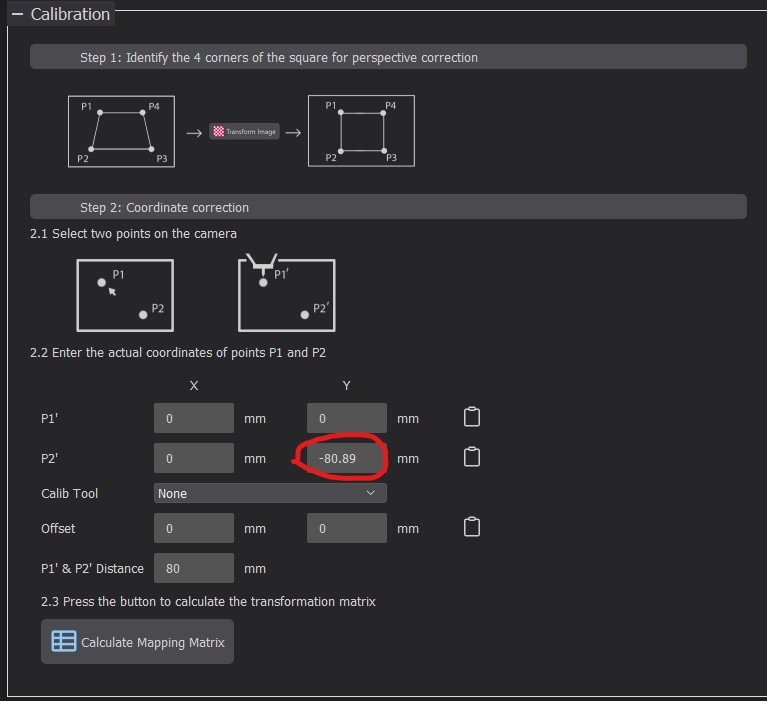 Calibration
Step 1: Identify the 4 corners of the square for perspective correction
P1 P4 P1 P4
Transform Image
P2 P3 P2 P3
Step 2: Coordinate correction
2.1 Select two points on the camera
P1 P1'
P2 P2'
2.2 Enter the actual coordinates of points P1 and P2
X Y
P1' 0 mm 0 mm
P2' 0 mm -80.89 mm
Calib Tool None
Offset 0 mm 0 mm
P1' & P2' Distance 80 mm
2.3 Press the button to calculate the transformation matrix
Calculate Mapping Matrix